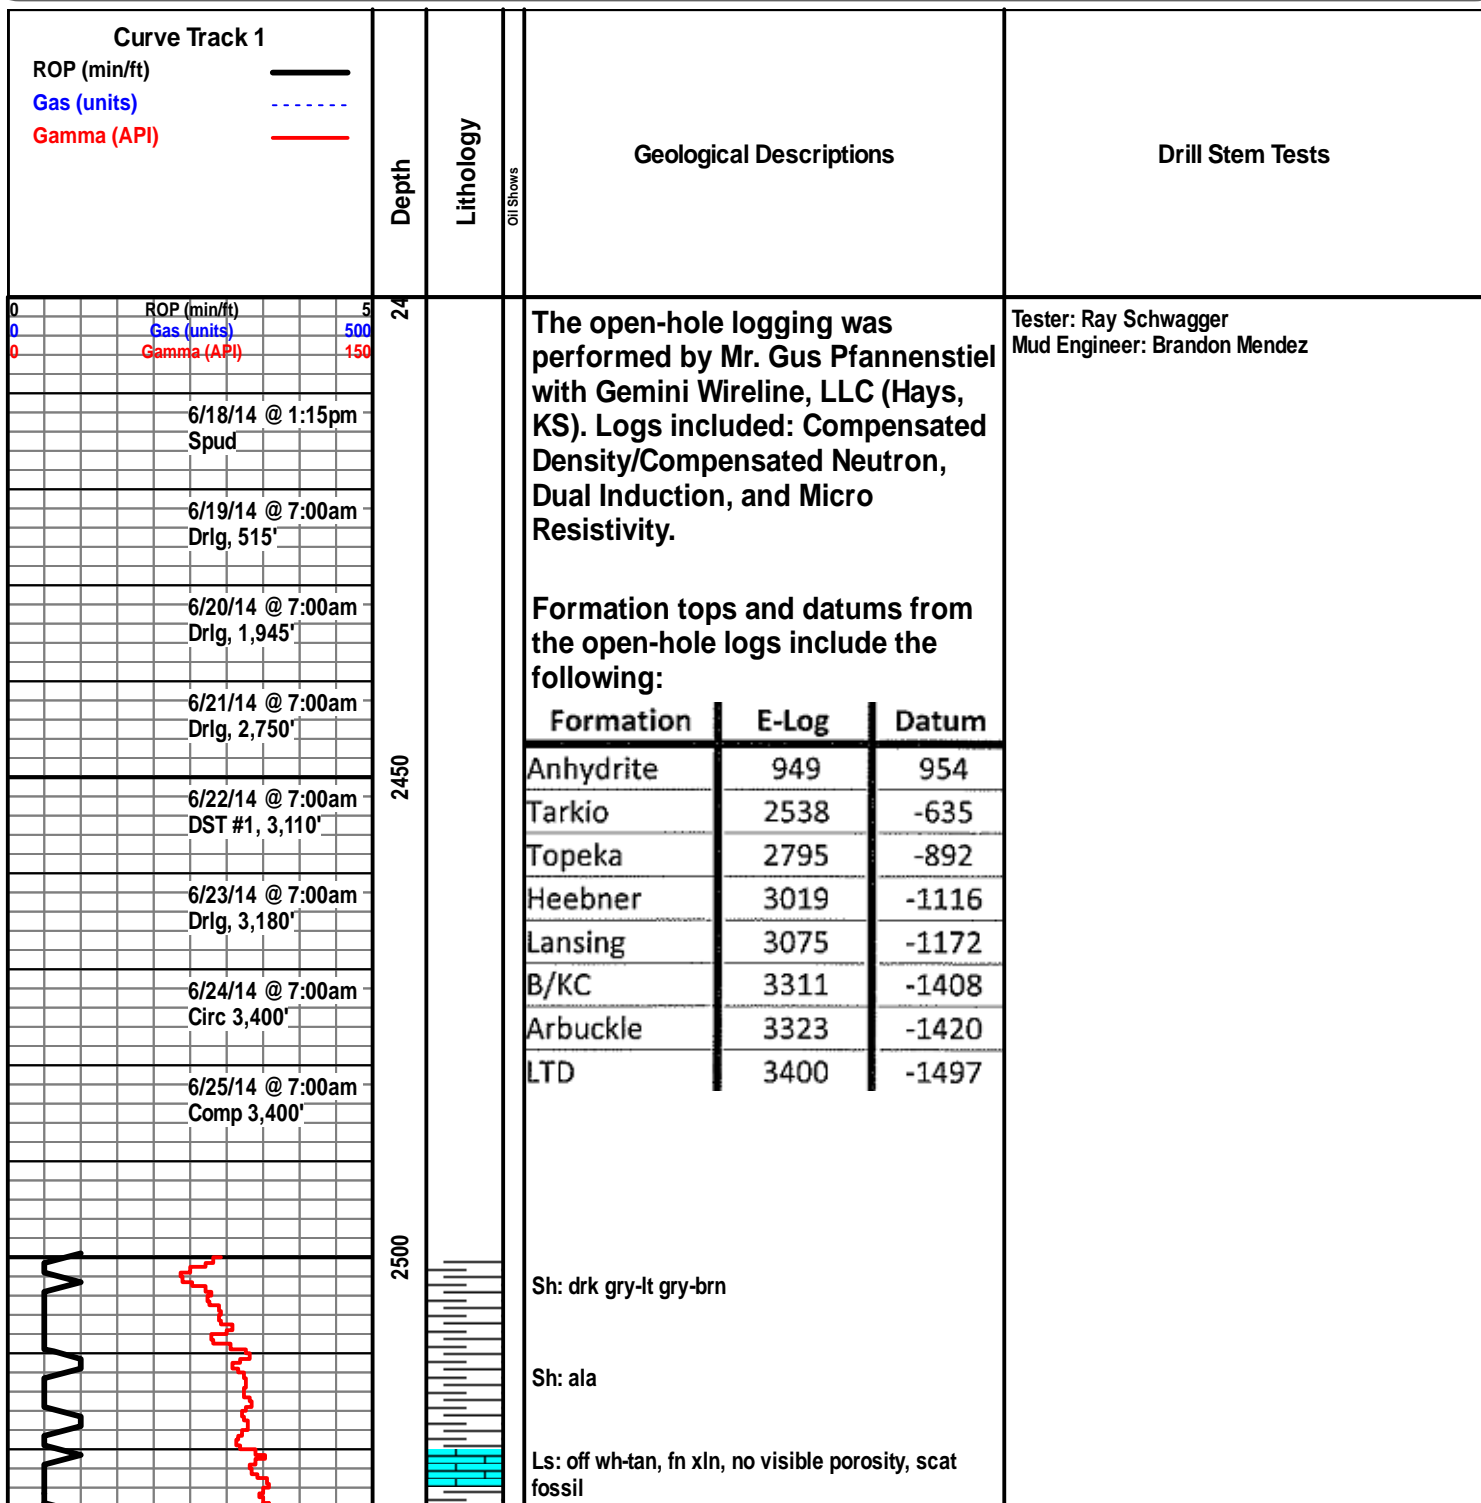 Curve Track 1
ROP (min/ft)
Gas (units)
Gamma (API)
Depth
Lithology
Oil Shows
Geological Descriptions
Drill Stem Tests
0 ROP (min/ft) 5
0 Gas (units) 500
0 Gamma (API) 150
24
6/18/14 @ 1:15pm
Spud
6/19/14 @ 7:00am
Drlg, 515'
6/20/14 @ 7:00am
Drlg, 1,945'
6/21/14 @ 7:00am
Drlg, 2,750'
2450
6/22/14 @ 7:00am
DST #1, 3,110'
6/23/14 @ 7:00am
Drlg, 3,180'
6/24/14 @ 7:00am
Circ 3,400'
6/25/14 @ 7:00am
Comp 3,400'
2500
The open-hole logging was
performed by Mr. Gus Pfannenstiel
with Gemini Wireline, LLC (Hays,
KS). Logs included: Compensated
Density/Compensated Neutron,
Dual Induction, and Micro
Resistivity.
Formation tops and datums from
the open-hole logs include the
following:
Formation E-Log Datum
Anhydrite 949 954
Tarkio 2538 -635
Topeka 2795 -892
Heebner 3019 -1116
Lansing 3075 -1172
B/KC 3311 -1408
Arbuckle 3323 -1420
LTD 3400 -1497
Sh: drk gry-lt gry-brn
Sh: ala
Ls: off wh-tan, fn xln, no visible porosity, scat
fossil
Tester: Ray Schwagger
Mud Engineer: Brandon Mendez